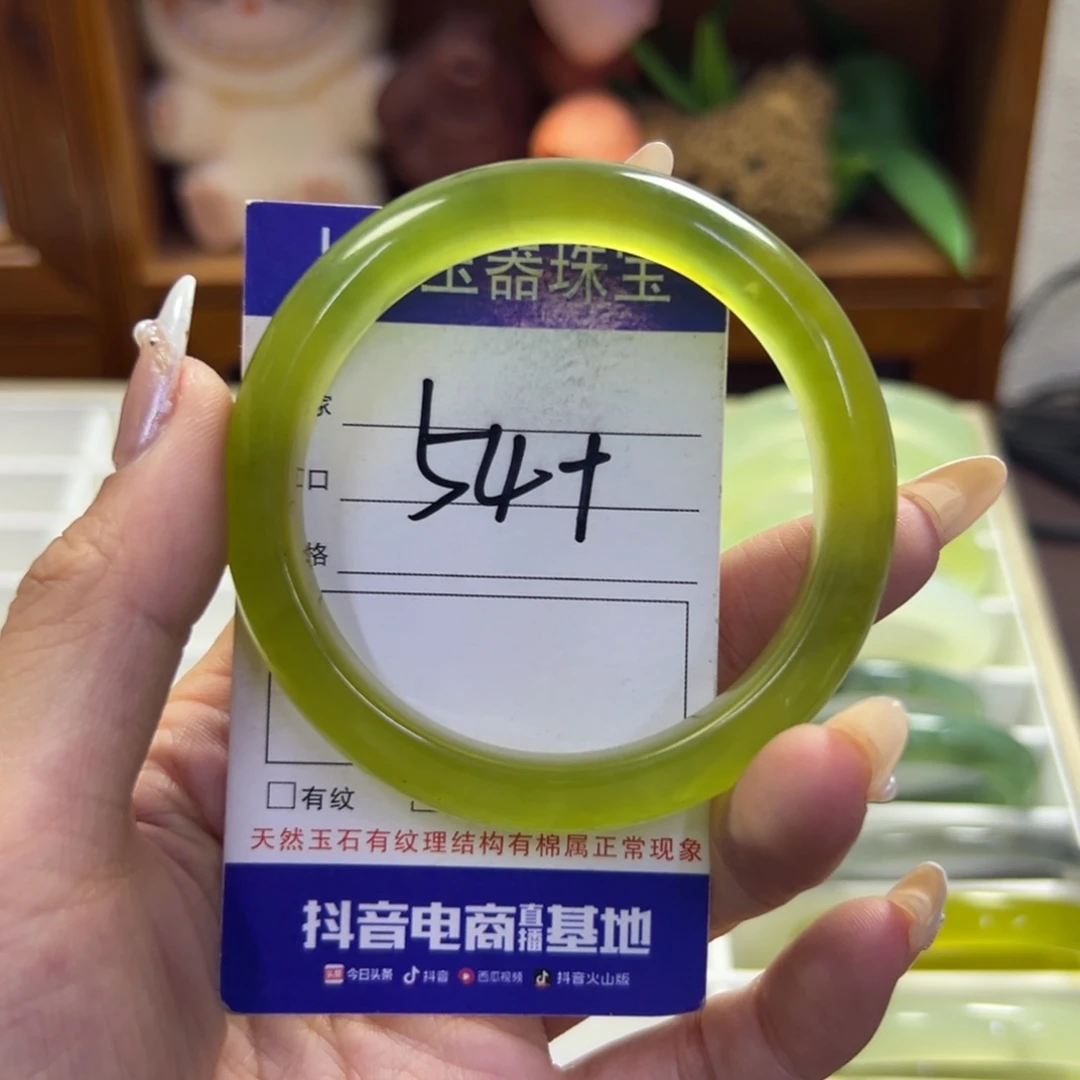 玉器珠宝
54+
家
口
格
有纹
天然玉石有纹理结构有棉属正常现象
抖音电商直播基地
今日头条 抖音 西瓜视频 抖音火山版